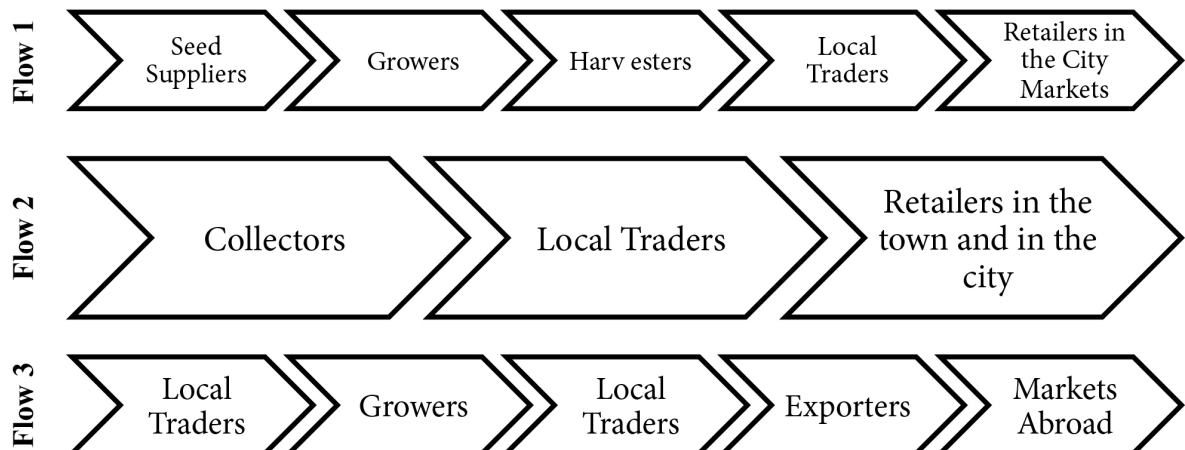 Flow 1
Seed
Suppliers
Growers
Harv esters
Local
Traders
Retailers in
the City
Markets
Flow 2
Collectors
Local Traders
Retailers in the
town and in the
city
Flow 3
Local
Traders
Growers
Local
Traders
Exporters
Markets
Abroad